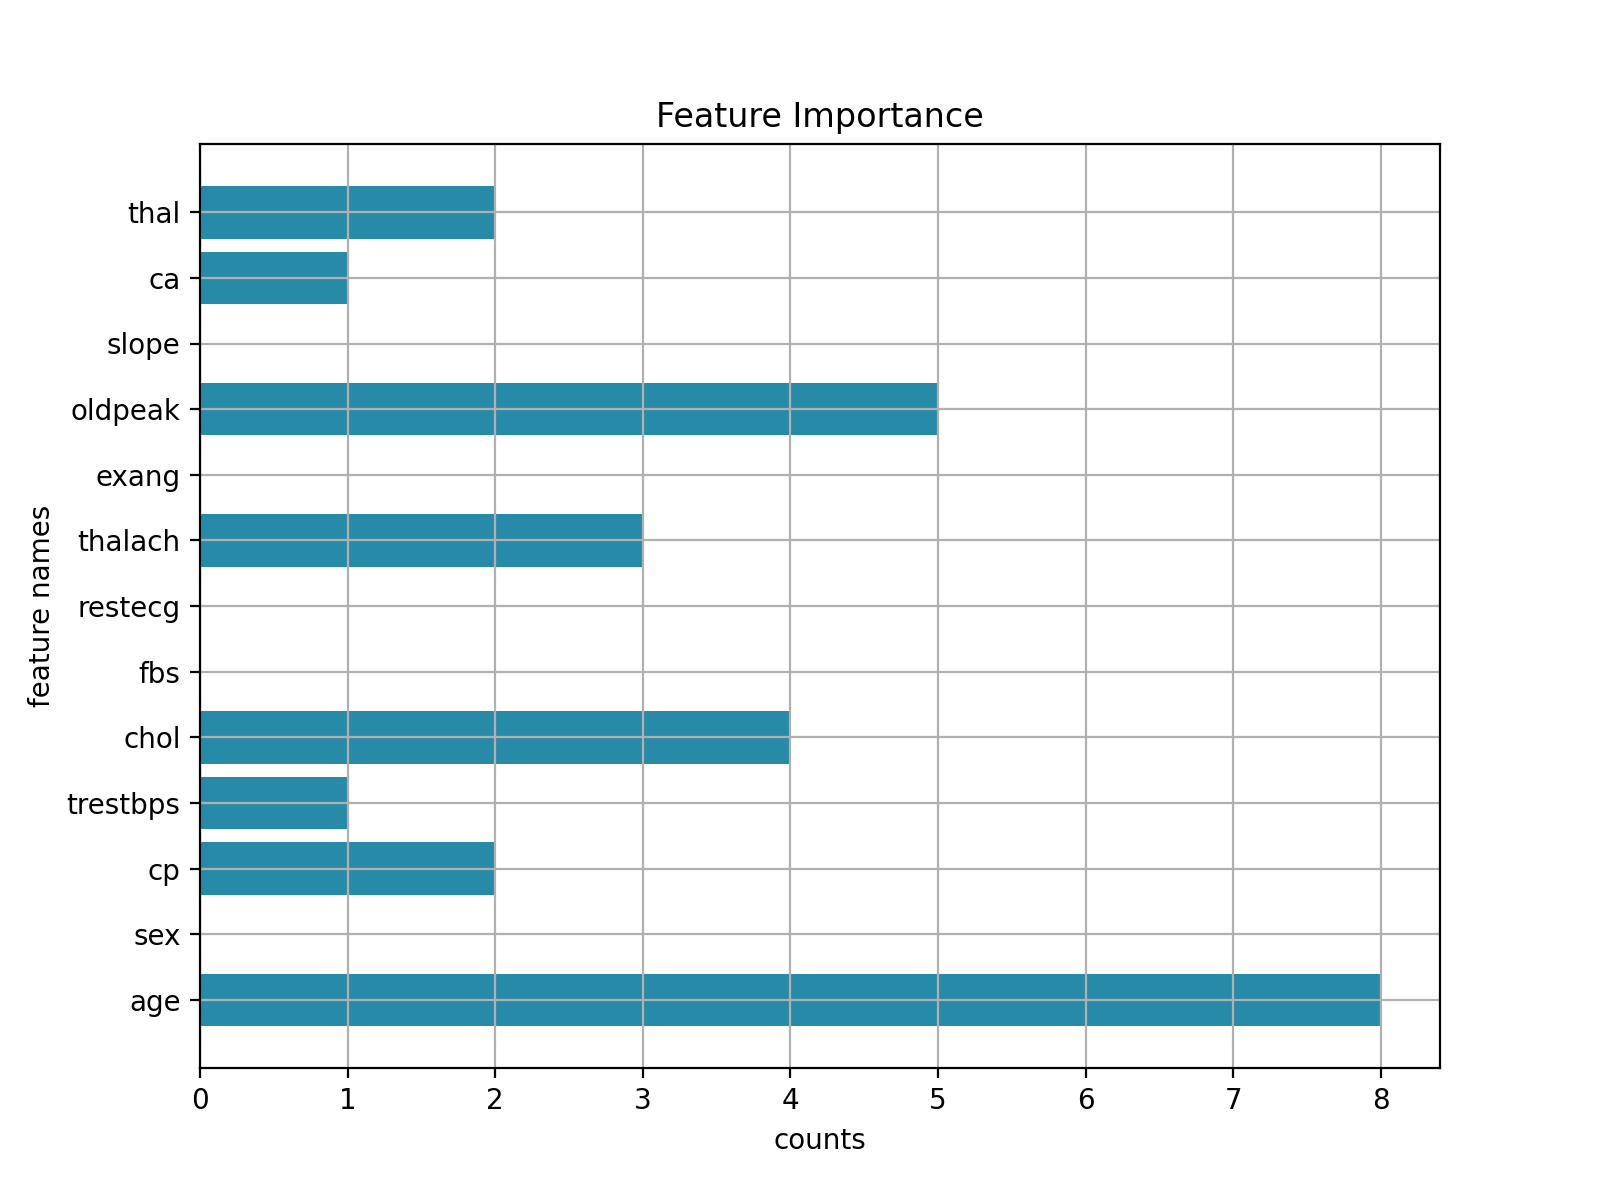 Feature Importance
thal
ca
slope
oldpeak
exang
thalach
restecg
fbs
chol
trestbps
cp
sex
age
feature names
0 1 2 3 4 5 6 7 8
counts